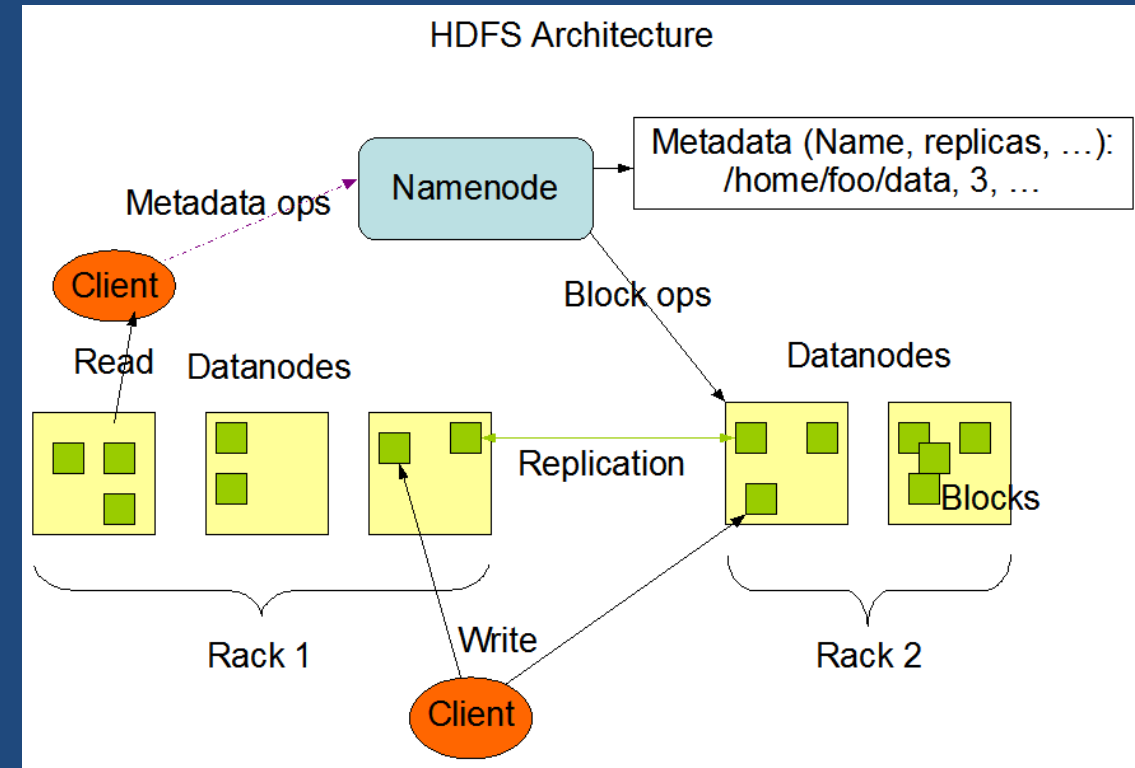 HDFS Architecture
Metadata (Name, replicas, …):
/home/foo/data, 3, …
Namenode
Metadata ops
Client
Block ops
Read
Datanodes
Datanodes
Replication
Blocks
Rack 1
Write
Rack 2
Client